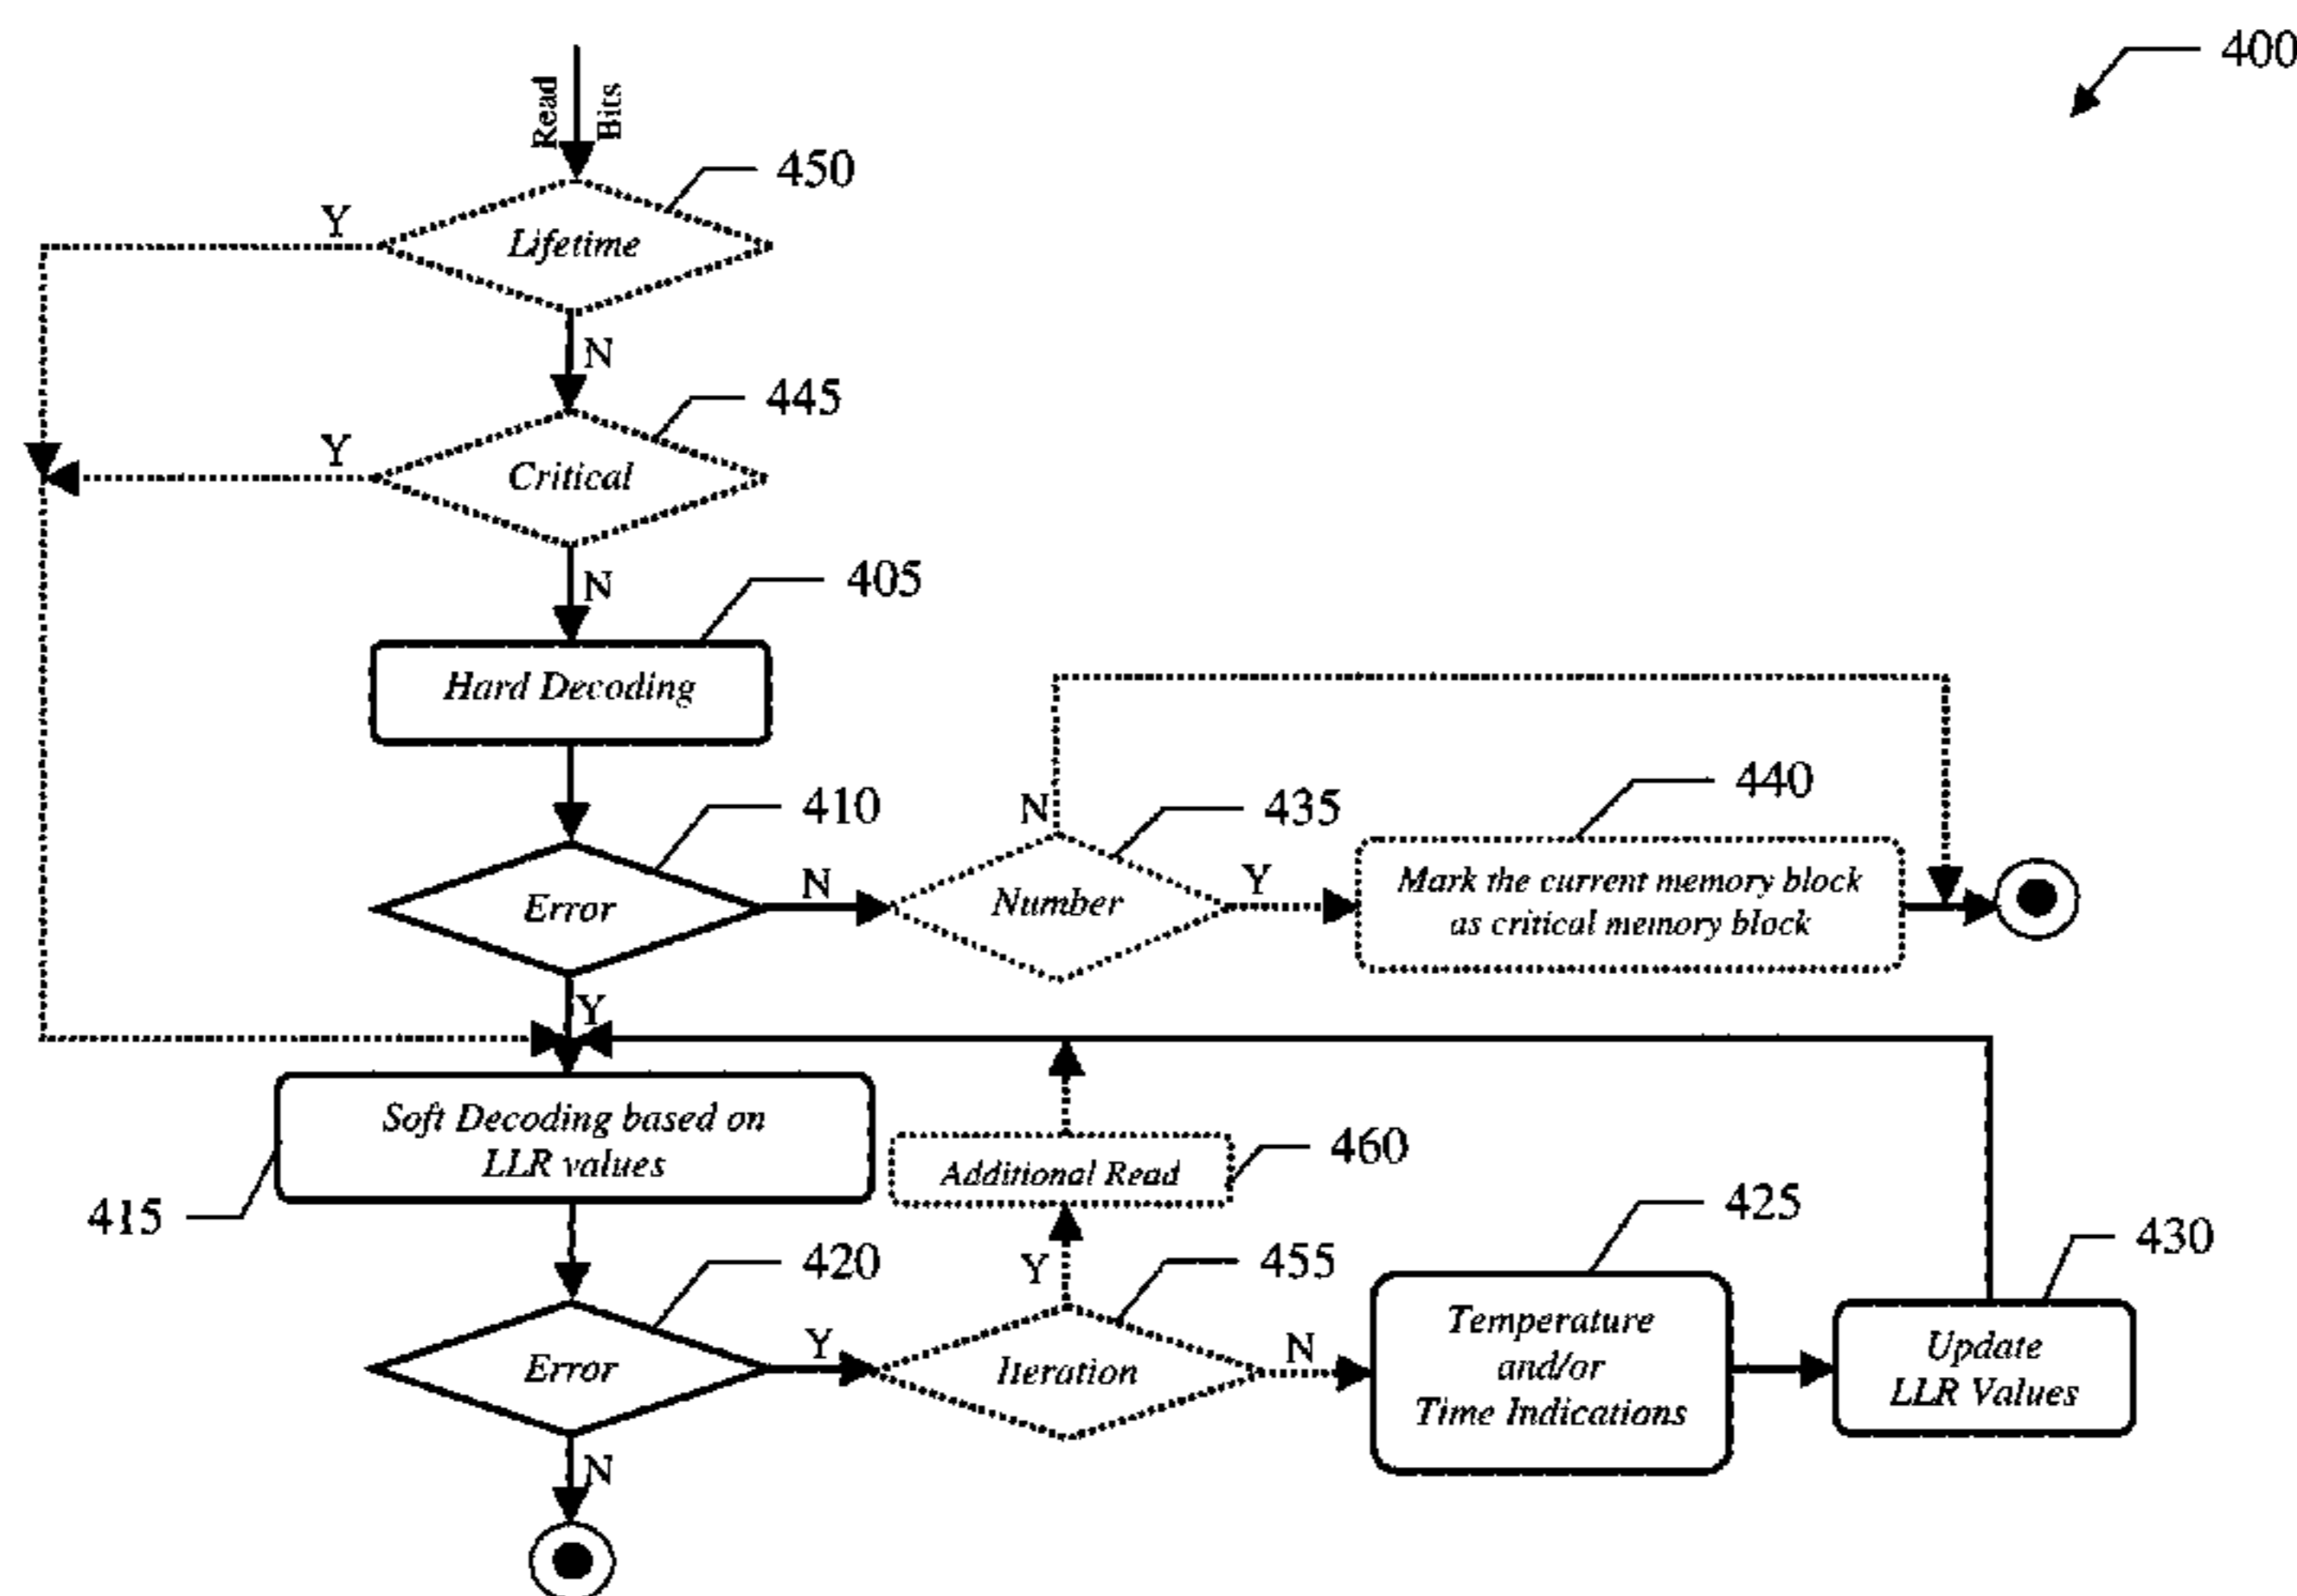 400
Read
Bits
450
Y
Lifetime
N
445
Y
Critical
N
405
Hard Decoding
440
410
N
435
N
Y
Error
Number
Mark the current memory block
as critical memory block
Y
Soft Decoding based on
LLR values
460
Additional Read
415
425
430
420
Y
455
Y
N
Error
Iteration
Temperature
and/or
Time Indications
Update
LLR Values
N